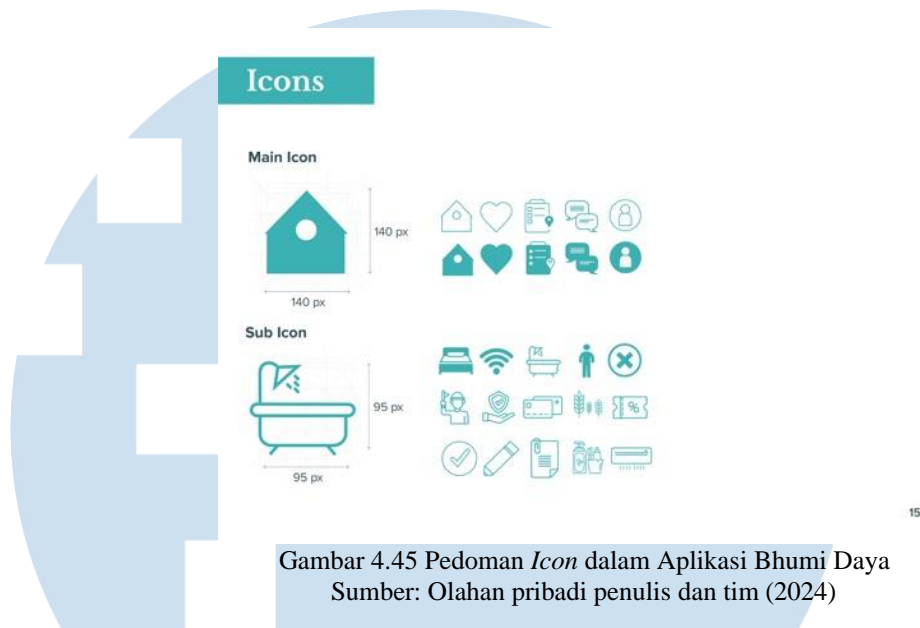 Icons
Main Icon
140 px
140 px
Sub Icon
%
95 px
95 px
15
Gambar 4.45 Pedoman Icon dalam Aplikasi Bhumi Daya
Sumber: Olahan pribadi penulis dan tim (2024)